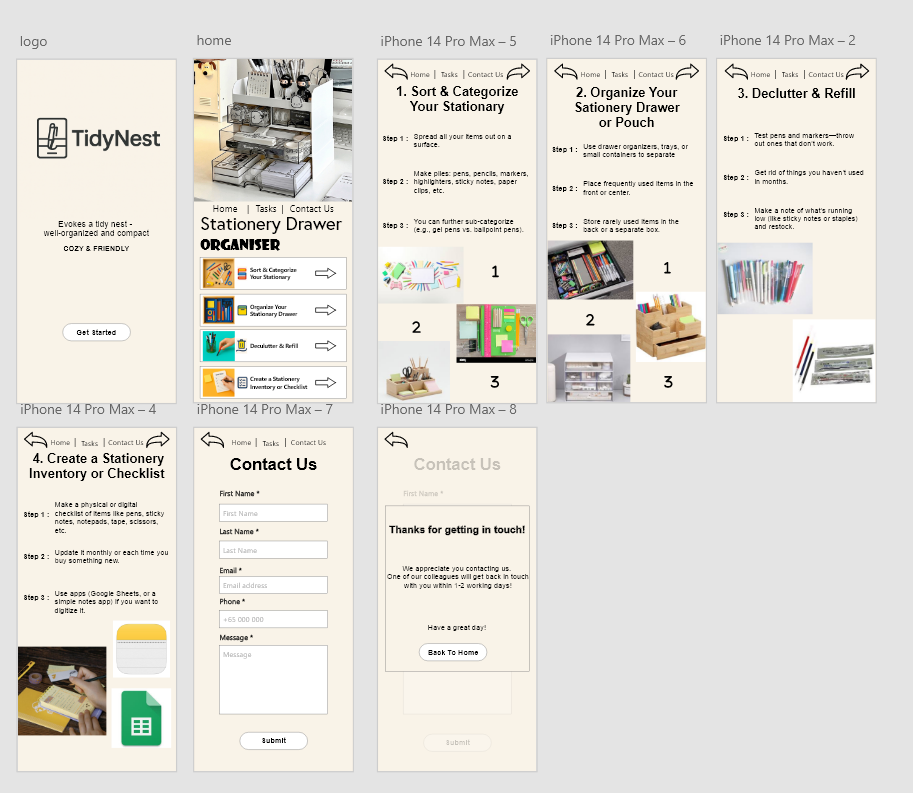 logo
TidyNest
Evokes a tidy nest -
well-organized and compact
COZY & FRIENDLY
Get Started
home
Home | Tasks | Contact Us
Stationery Drawer
ORGANISER
Sort & Categorize
Your Stationary
Organize Your
Stationary Drawer
Declutter & Refill
Create a Stationery
Inventory or Checklist
iPhone 14 Pro Max – 5
Home | Tasks | Contact Us
1. Sort & Categorize
Your Stationary
Step 1 :
Spread all your items out on a
surface.
Step 2 :
Make piles: pens, pencils, markers,
highlighters, sticky notes, paper
clips, etc.
Step 3 :
You can further sub-categorize
(e.g., gel pens vs. ballpoint pens).
1
2
3
iPhone 14 Pro Max – 6
Home | Tasks | Contact Us
2. Organize Your
Sationery Drawer
or Pouch
Step 1 :
Use drawer organizers, trays, or
small containers to separate
Step 2 :
Place frequently used items in the
front or center.
Step 3 :
Store rarely used items in the
back or a separate box.
1
2
3
iPhone 14 Pro Max – 2
Home | Tasks | Contact Us
3. Declutter & Refill
Step 1 :
Test pens and markers—throw
out ones that don't work.
Step 2 :
Get rid of things you haven't used
in months.
Step 3 :
Make a note of what's running
low (like sticky notes or staples)
and restock.
iPhone 14 Pro Max – 4
Home | Tasks | Contact Us
4. Create a Stationery
Inventory or Checklist
Step 1 :
Make a physical or digital
checklist of items like pens, sticky
notes, notepads, tape, scissors,
etc.
Step 2 :
Update it monthly or each time you
buy something new.
Step 3 :
Use apps (Google Sheets, or a
simple notes app) if you want to
digitize it.
iPhone 14 Pro Max – 7
Home | Tasks | Contact Us
Contact Us
First Name *
First Name
Last Name *
Last Name
Email *
Email address
Phone *
+65 000 000
Message *
Message
Submit
iPhone 14 Pro Max – 8
Contact Us
First Name *
Thanks for getting in touch!
We appreciate you contacting us.
One of our colleagues will get back in touch
with you within 1-2 working days!
Have a great day!
Back To Home
Submit